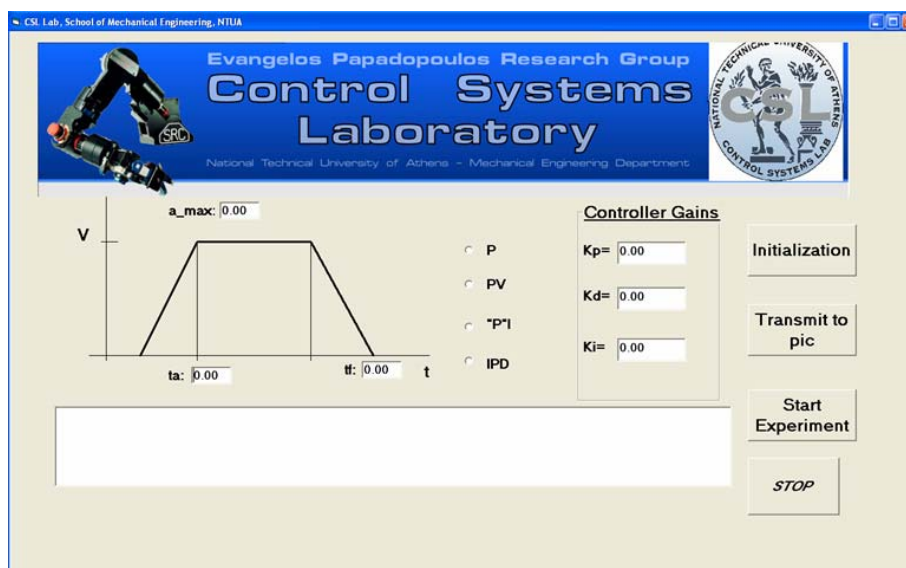 CSL Lab, School of Mechanical Engineering, NTUA
Evangelos Papadopoulos Research Group
Control Systems
Laboratory
National Technical University of Athens - Mechanical Engineering Department
SRC
NATIONAL TECHNICAL UNIVERSITY OF ATHENS
CSL
CONTROL SYSTEMS LAB
a_max: 0.00
V
ta: 0.00
tf: 0.00
t
P
PV
"P"I
IPD
Controller Gains
Kp= 0.00
Kd= 0.00
Ki= 0.00
Initialization
Transmit to
pic
Start
Experiment
STOP